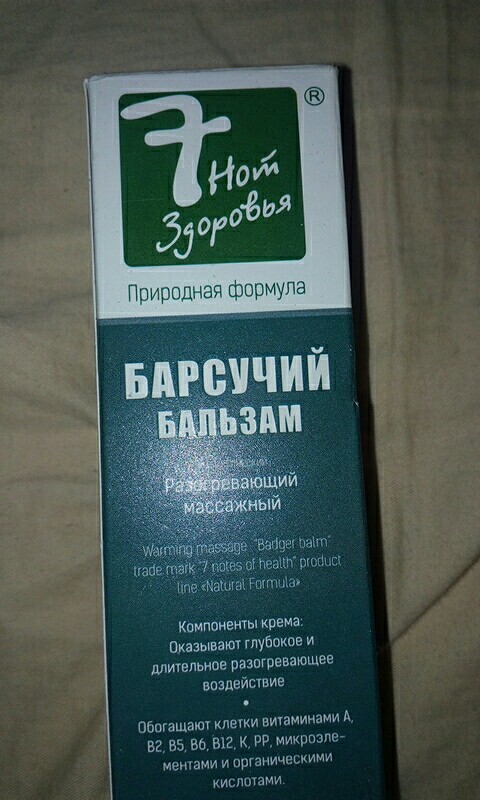 7 Нот
Здоровья
®
Природная формула
БАРСУЧИЙ
БАЛЬЗАМ
Разогревающий
массажный
Warming massage "Badger balm"
trade mark "7 notes of health" product
line «Natural Formula»
Компоненты крема:
Оказывают глубокое и
длительное разогревающее
воздействие
•
Обогащают клетки витаминами А,
В2, В5, В6, В12, К, РР, микроэле-
ментами и органическими
кислотами.